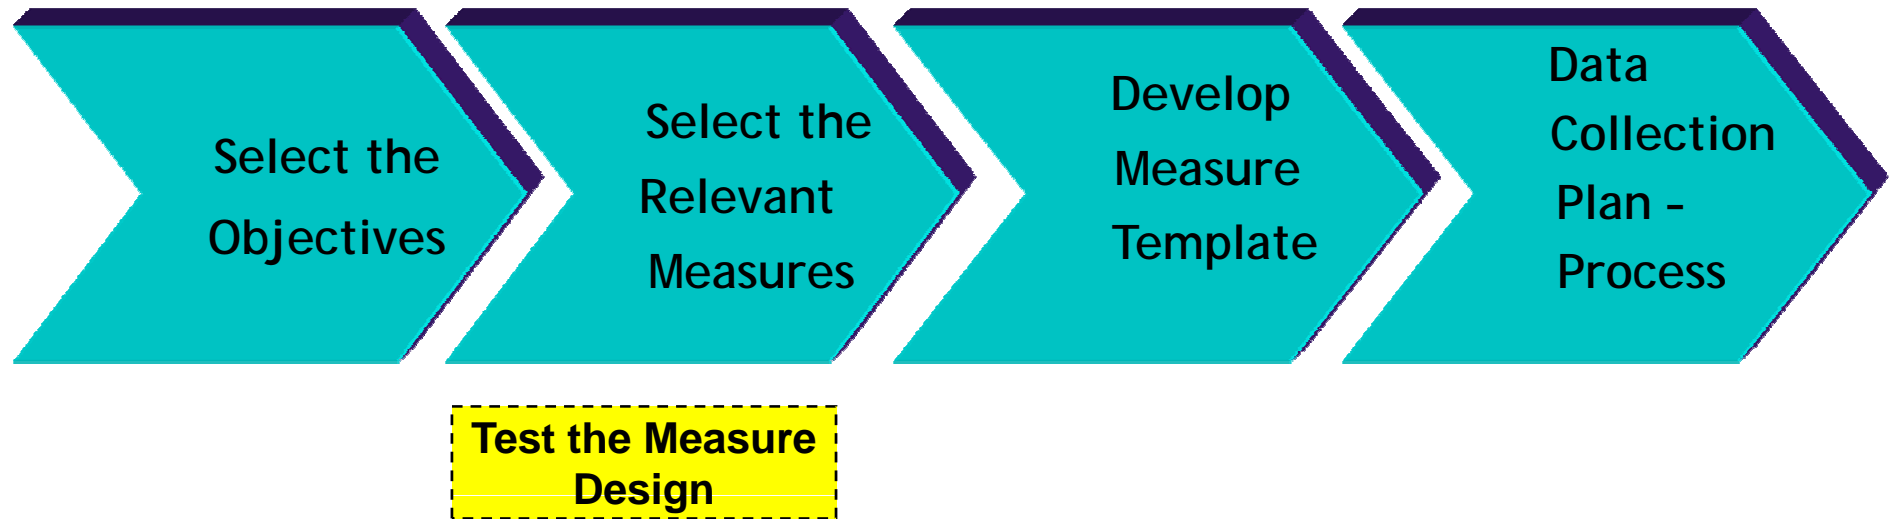 Select the
Objectives
Select the
Relevant
Measures
Develop
Measure
Template
Data
Collection
Plan –
Process
Test the Measure
Design